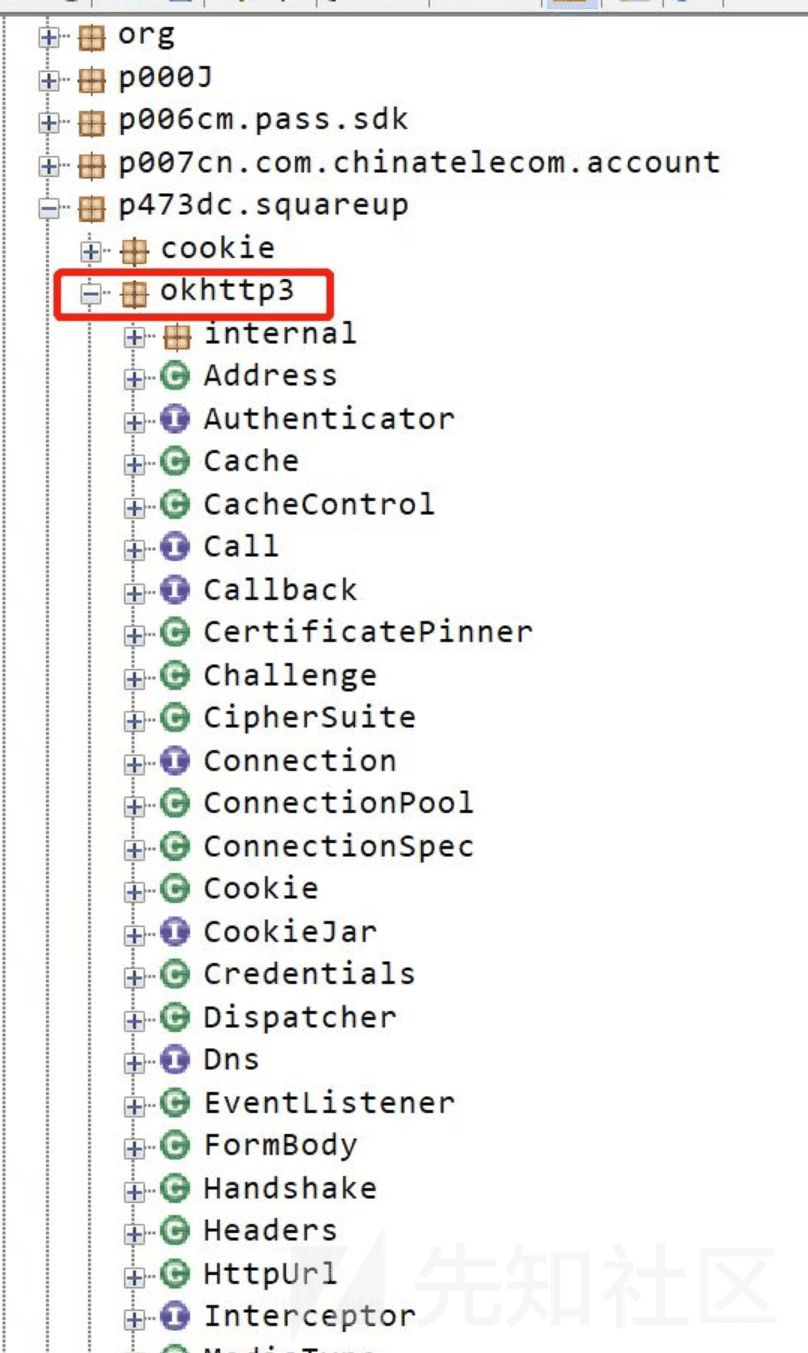 org
p000J
p006cm.pass.sdk
p007cn.com.chinatelecom.account
p473dc.squareup
cookie
okhttp3
internal
Address
Authenticator
Cache
CacheControl
Call
Callback
CertificatePinner
Challenge
CipherSuite
Connection
ConnectionPool
ConnectionSpec
Cookie
CookieJar
Credentials
Dispatcher
Dns
EventListener
FormBody
Handshake
Headers
HttpUrl
Interceptor
先知社区